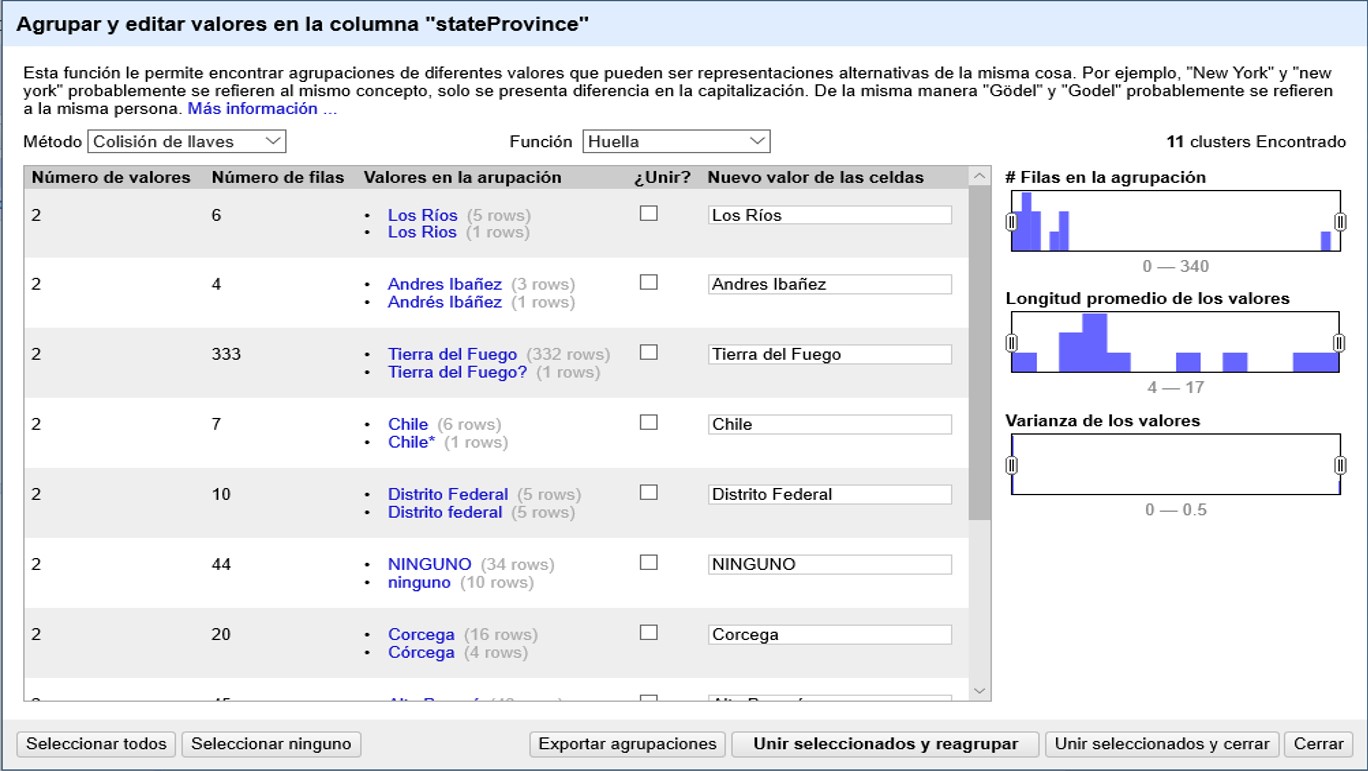 Agrupar y editar valores en la columna "stateProvince"
Esta función le permite encontrar agrupaciones de diferentes valores que pueden ser representaciones alternativas de la misma cosa. Por ejemplo, "New York" y "new
york" probablemente se refieren al mismo concepto, solo se presenta diferencia en la capitalización. De la misma manera "Gödel" y "Godel" probablemente se refieren
a la misma persona. Más información ...
Método Colisión de llaves Función Huella 11 clusters Encontrado
Número de valores Número de filas Valores en la arupación ¿Unir? Nuevo valor de las celdas
2 6 • Los Ríos (5 rows) Los Ríos
• Los Rios (1 rows)
2 4 • Andres Ibañez (3 rows) Andres Ibañez
• Andrés Ibáñez (1 rows)
2 333 • Tierra del Fuego (332 rows) Tierra del Fuego
• Tierra del Fuego? (1 rows)
2 7 • Chile (6 rows) Chile
• Chile* (1 rows)
2 10 • Distrito Federal (5 rows) Distrito Federal
• Distrito federal (5 rows)
2 44 • NINGUNO (34 rows) NINGUNO
• ninguno (10 rows)
2 20 • Corcega (16 rows) Corcega
• Córcega (4 rows)
# Filas en la agrupación
0 — 340
Longitud promedio de los valores
4 — 17
Varianza de los valores
0 — 0.5
Seleccionar todos Seleccionar ninguno Exportar agrupaciones Unir seleccionados y reagrupar Unir seleccionados y cerrar Cerrar